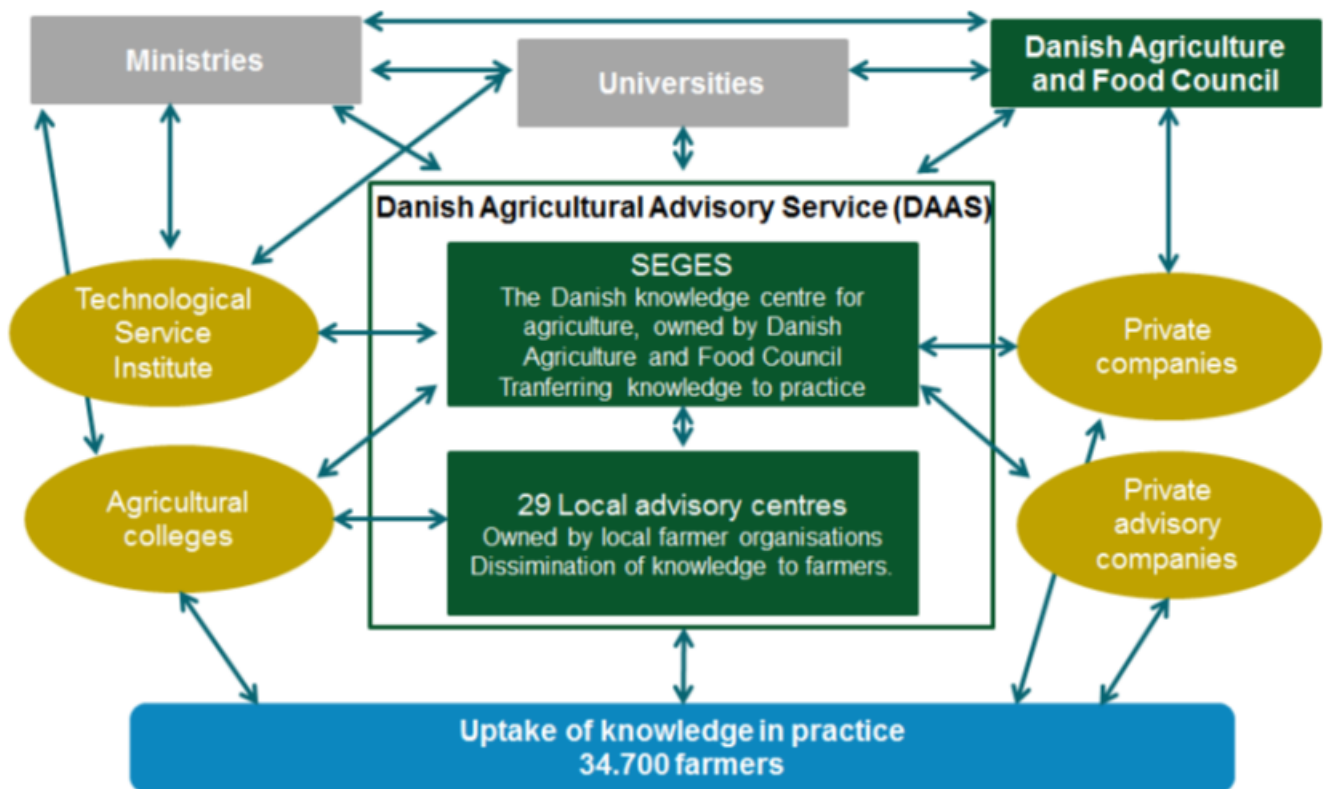 Ministries
Universities
Danish Agriculture
and Food Council
Danish Agricultural Advisory Service (DAAS)
SEGES
The Danish knowledge centre for
agriculture, owned by Danish
Agriculture and Food Council
Tranferring knowledge to practice
Technological
Service
Institute
Private
companies
Agricultural
colleges
29 Local advisory centres
Owned by local farmer organisations
Dissimination of knowledge to farmers.
Private
advisory
companies
Uptake of knowledge in practice
34.700 farmers